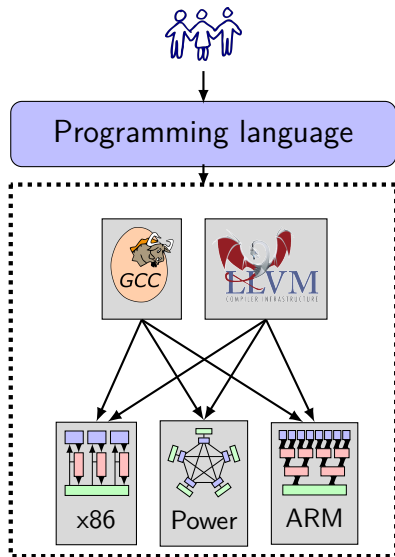 Programming language
GCC
LLVM
COMPILER INFRASTRUCTURE
x86
Power
ARM